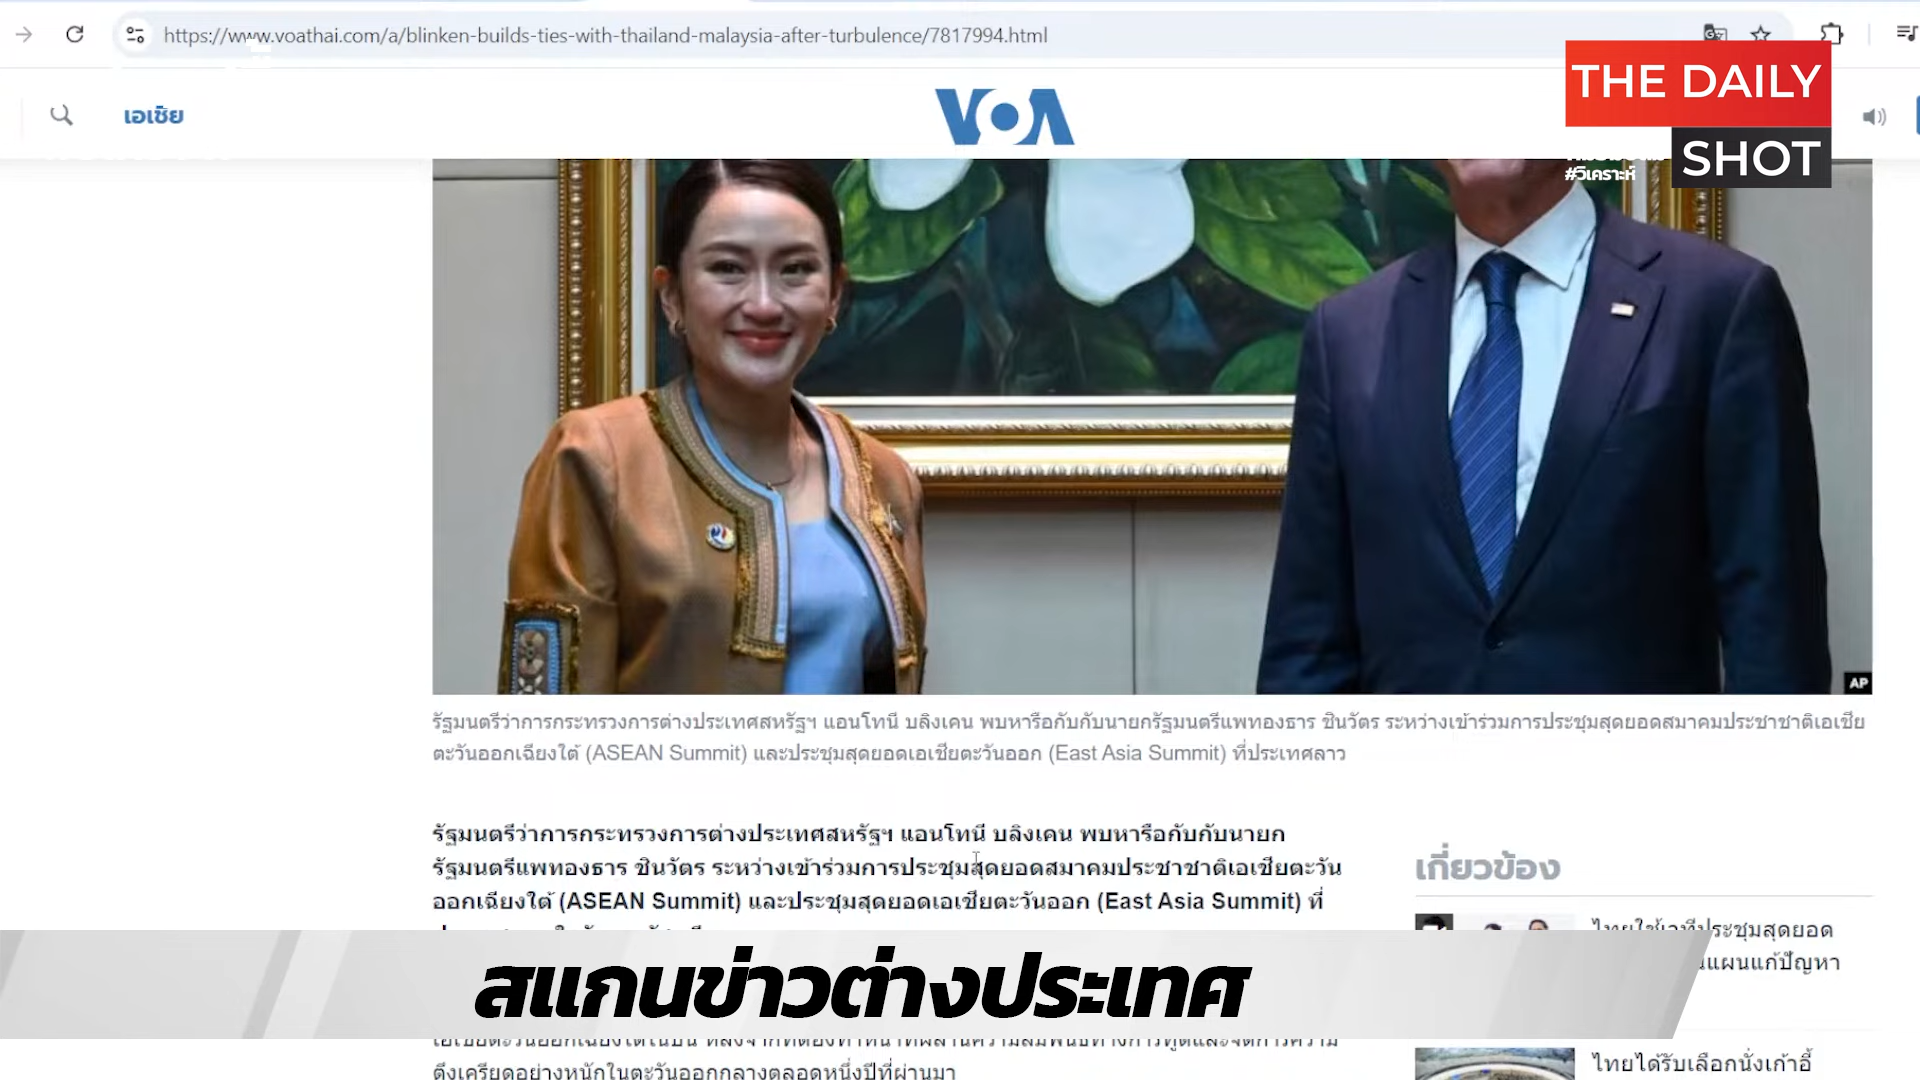 https://www.voathai.com/a/blinken-builds-ties-with-thailand-malaysia-after-turbulence/7817994.html
THE DAILY
SHOT
#วิเคราะห์
เอเชีย
VOA
AP
รัฐมนตรีว่าการกระทรวงการต่างประเทศสหรัฐฯ แอนโทนี บลิงเคน พบหารือกับกับนายกรัฐมนตรีแพทองธาร ชินวัตร ระหว่างเข้าร่วมการประชุมสุดยอดสมาคมประชาชาติเอเชีย
ตะวันออกเฉียงใต้ (ASEAN Summit) และประชุมสุดยอดเอเชียตะวันออก (East Asia Summit) ที่ประเทศลาว
รัฐมนตรีว่าการกระทรวงการต่างประเทศสหรัฐฯ แอนโทนี บลิงเคน พบหารือกับกับนายก
รัฐมนตรีแพทองธาร ชินวัตร ระหว่างเข้าร่วมการประชุมสุดยอดสมาคมประชาชาติเอเชียตะวัน
ออกเฉียงใต้ (ASEAN Summit) และประชุมสุดยอดเอเชียตะวันออก (East Asia Summit) ที่
เกี่ยวข้อง
ไทยใช้เวทีประชุมสุดยอด
แผนแก้ปัญหา
สแกนข่าวต่างประเทศ
ตึงเครียดอย่างหนักในตะวันออกกลางตลอดหนึ่งปีที่ผ่านมา
ไทยได้รับเลือกนั่งเก้าอี้